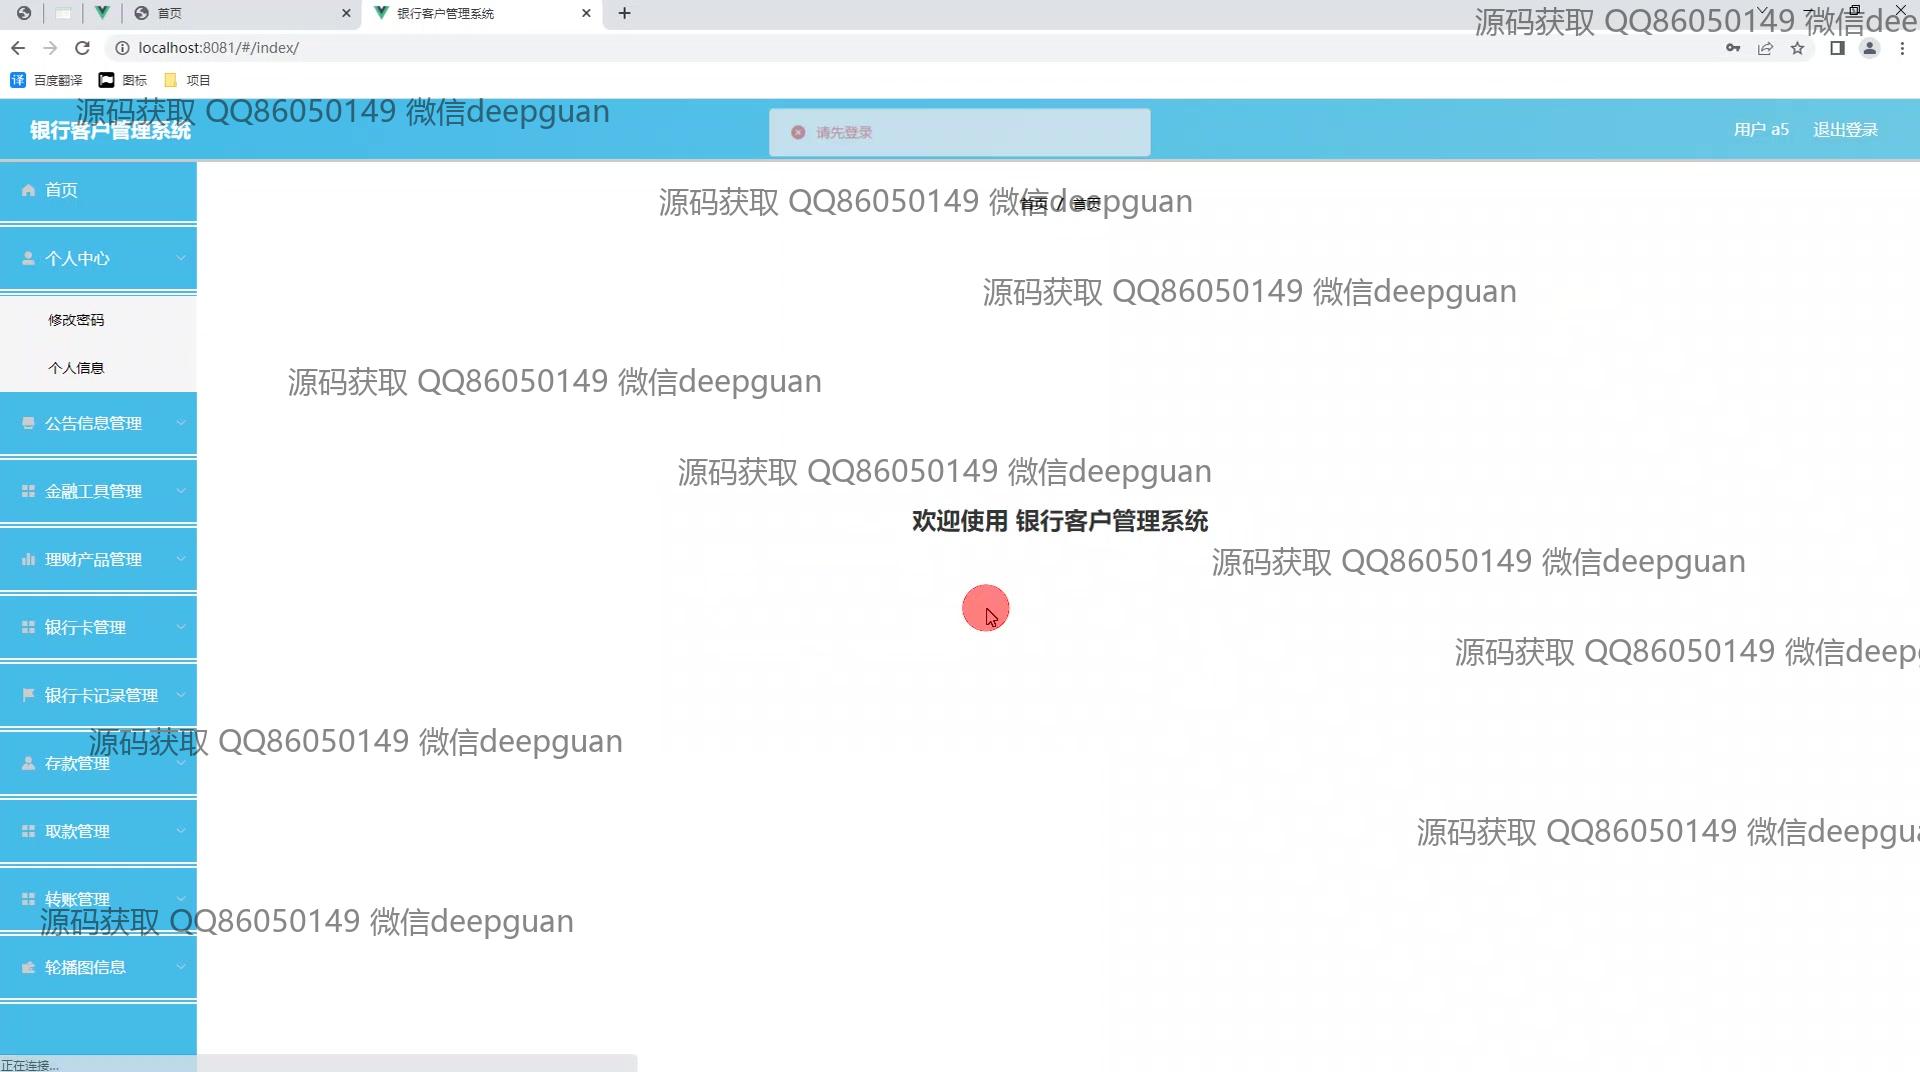 首页
银行客户管理系统
localhost:8081/#/index/
百度翻译
图标
项目
源码获取 QQ86050149 微信dee
源码获取 QQ86050149 微信deepguan
银行客户管理系统
请先登录
用户 a5
退出登录
首页
源码获取 QQ86050149 微信deepguan
首页 / 首页
个人中心
源码获取 QQ86050149 微信deepguan
修改密码
个人信息
源码获取 QQ86050149 微信deepguan
公告信息管理
源码获取 QQ86050149 微信deepguan
金融工具管理
欢迎使用 银行客户管理系统
理财产品管理
源码获取 QQ86050149 微信deepguan
银行卡管理
源码获取 QQ86050149 微信deep
银行卡记录管理
源码获取 QQ86050149 微信deepguan
存款管理
取款管理
源码获取 QQ86050149 微信deepgua
转账管理
源码获取 QQ86050149 微信deepguan
轮播图信息
正在连接...